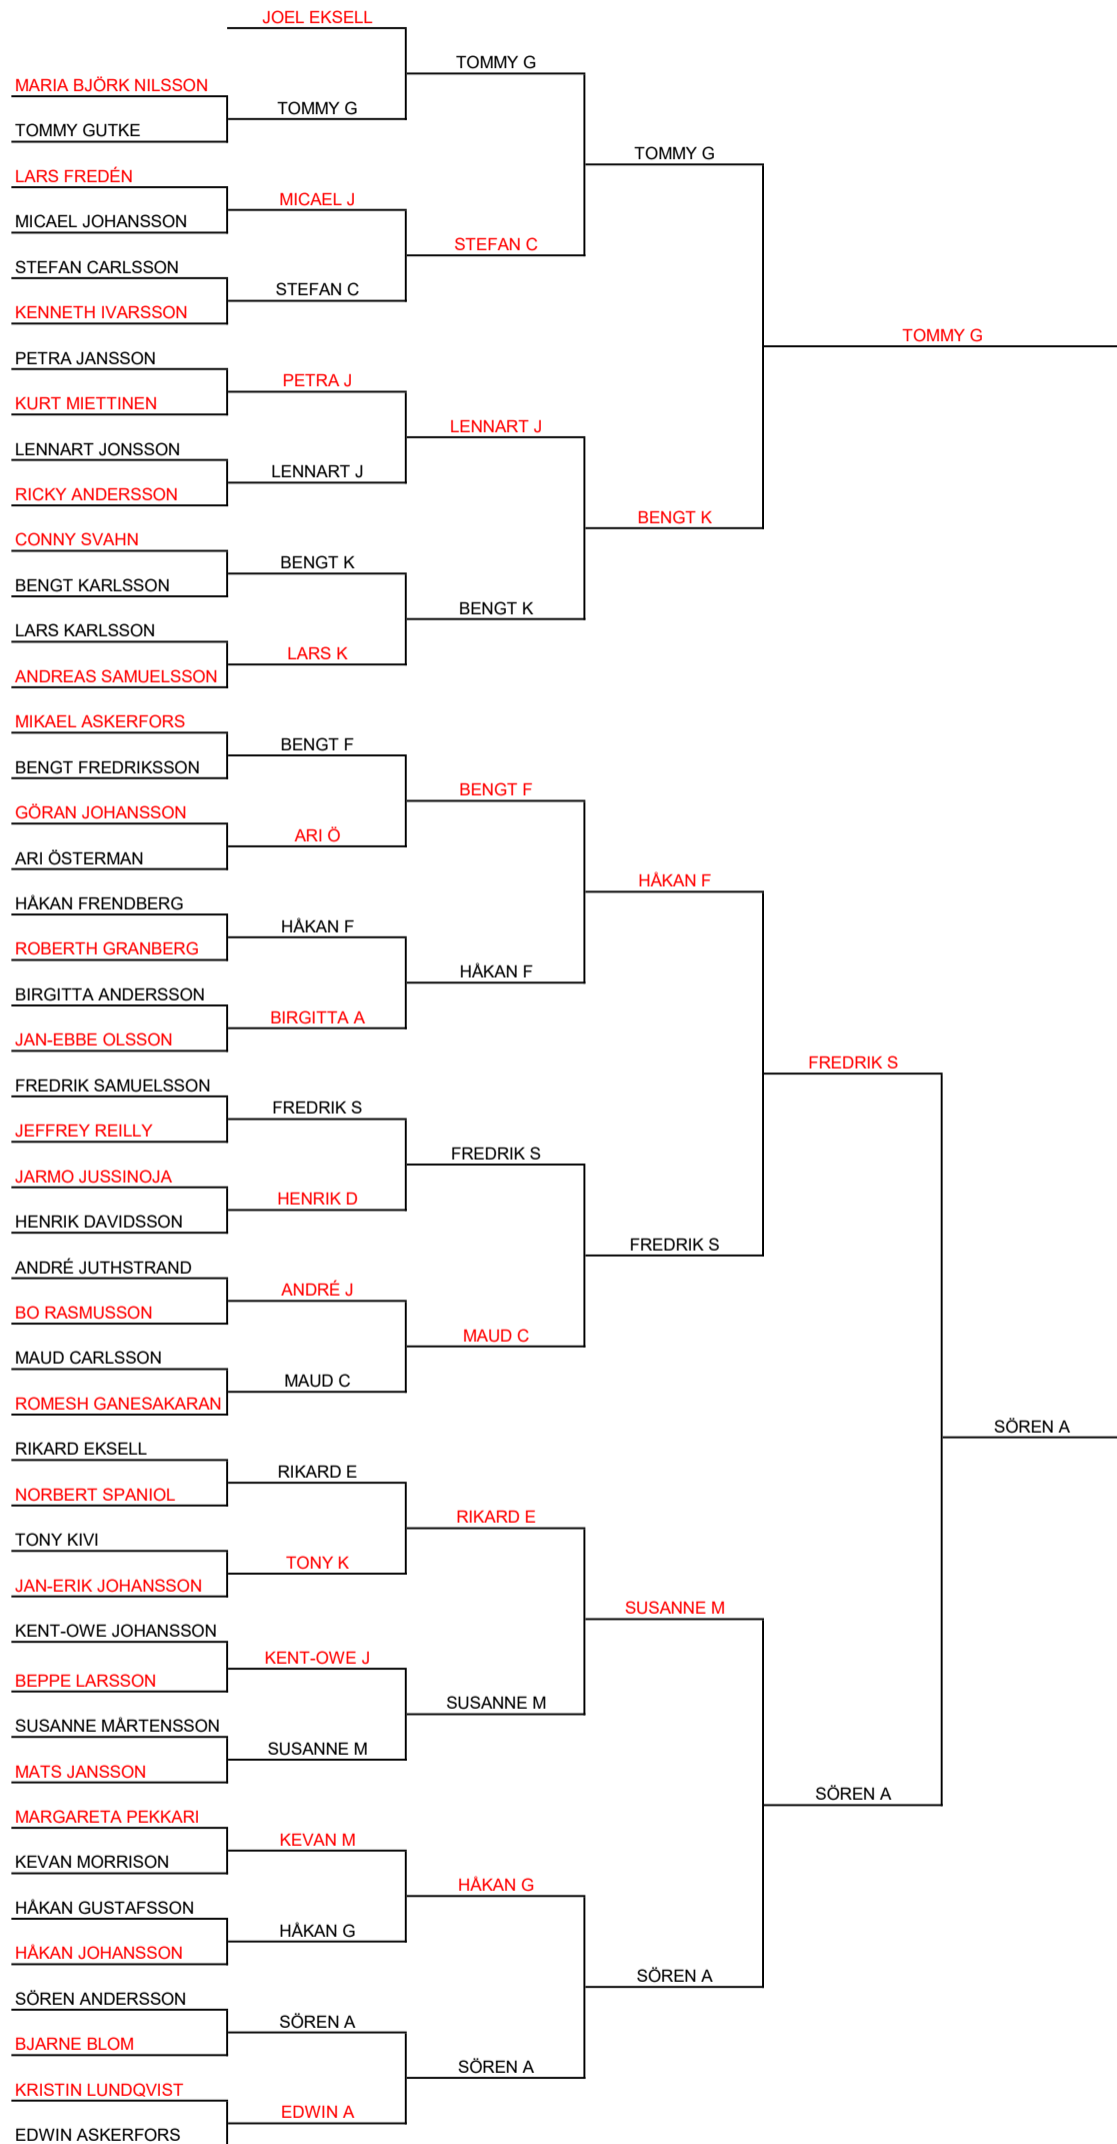 JOEL EKSELL
TOMMY G
MARIA BJÖRK NILSSON
TOMMY G
TOMMY GUTKE
TOMMY G
LARS FREDÉN
MICAEL J
MICAEL JOHANSSON
STEFAN C
STEFAN CARLSSON
STEFAN C
KENNETH IVARSSON
TOMMY G
PETRA JANSSON
PETRA J
KURT MIETTINEN
LENNART J
LENNART JONSSON
LENNART J
RICKY ANDERSSON
BENGT K
CONNY SVAHN
BENGT K
BENGT KARLSSON
BENGT K
LARS KARLSSON
LARS K
ANDREAS SAMUELSSON
MIKAEL ASKERFORS
BENGT F
BENGT FREDRIKSSON
BENGT F
GÖRAN JOHANSSON
ARI Ö
ARI ÖSTERMAN
HÅKAN F
HÅKAN FRENDBERG
HÅKAN F
ROBERTH GRANBERG
HÅKAN F
BIRGITTA ANDERSSON
BIRGITTA A
JAN-EBBE OLSSON
FREDRIK S
FREDRIK SAMUELSSON
FREDRIK S
JEFFREY REILLY
FREDRIK S
JARMO JUSSINOJA
HENRIK D
HENRIK DAVIDSSON
FREDRIK S
ANDRÉ JUTHSTRAND
ANDRÉ J
BO RASMUSSON
MAUD C
MAUD CARLSSON
MAUD C
ROMESH GANESAKARAN
SÖREN A
RIKARD EKSELL
RIKARD E
NORBERT SPANIOL
RIKARD E
TONY KIVI
TONY K
JAN-ERIK JOHANSSON
SUSANNE M
KENT-OWE JOHANSSON
KENT-OWE J
BEPPE LARSSON
SUSANNE M
SUSANNE MÅRTENSSON
SUSANNE M
MATS JANSSON
SÖREN A
MARGARETA PEKKARI
KEVAN M
KEVAN MORRISON
HÅKAN G
HÅKAN GUSTAFSSON
HÅKAN G
HÅKAN JOHANSSON
SÖREN A
SÖREN ANDERSSON
SÖREN A
BJARNE BLOM
SÖREN A
KRISTIN LUNDQVIST
EDWIN A
EDWIN ASKERFORS